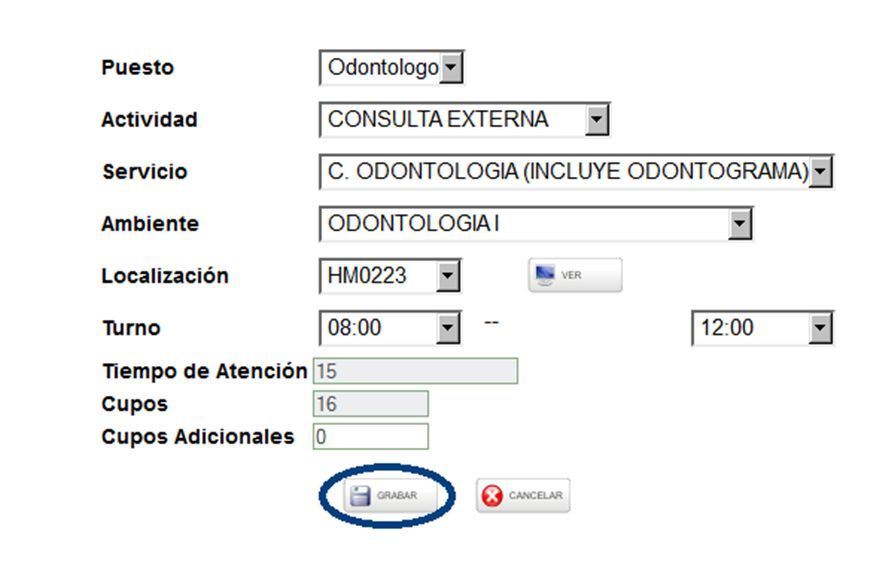 Puesto Odontologo
Actividad CONSULTA EXTERNA
Servicio C. ODONTOLOGIA (INCLUYE ODONTOGRAMA)
Ambiente ODONTOLOGIA I
Localización HM0223 VER
Turno 08:00 -- 12:00
Tiempo de Atención 15
Cupos 16
Cupos Adicionales 0
GRABAR CANCELAR